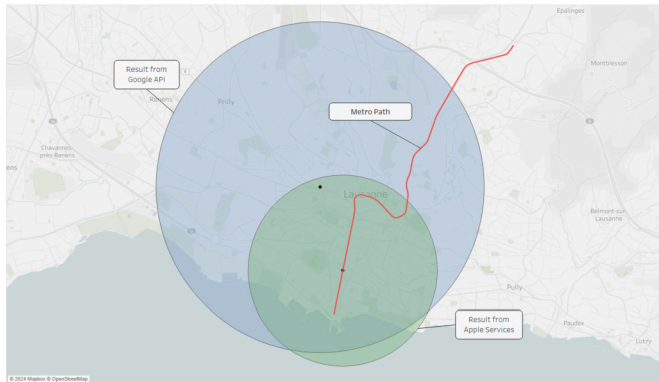 Epalinges
Result from
Google API
Montblesson
Renens
Prilly
Metro Path
Chavannes-
près-Renens
Lausanne
Belmont-sur-
Lausanne
Pully
Result from
Apple Services
Paudex
Lutry
© 2024 Mapbox © OpenStreetMap